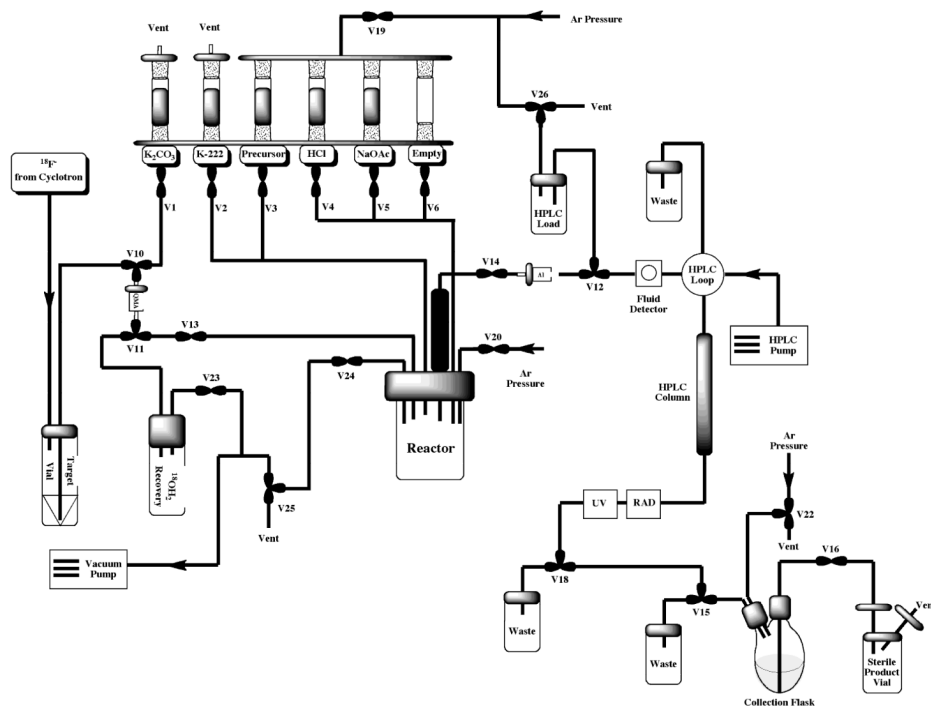 Vent
Vent
V19
Ar Pressure
V26
Vent
K₂CO₃
K-222
Precursor
HCl
NaOAc
Empty
¹⁸F⁻
from Cyclotron
V1
V2
V3
V4
V5
V6
HPLC
Load
Waste
V10
QMA
V11
V13
V14
Al
V12
Fluid
Detector
HPLC
Loop
HPLC
Pump
V20
Ar
Pressure
V23
V24
HPLC
Column
Reactor
Target
Vial
¹⁸OH₂
Recovery
V25
Vent
Vacuum
Pump
UV
RAD
Ar
Pressure
V22
Vent
V16
V18
V15
Waste
Waste
Vent
Sterile
Product
Vial
Collection Flask